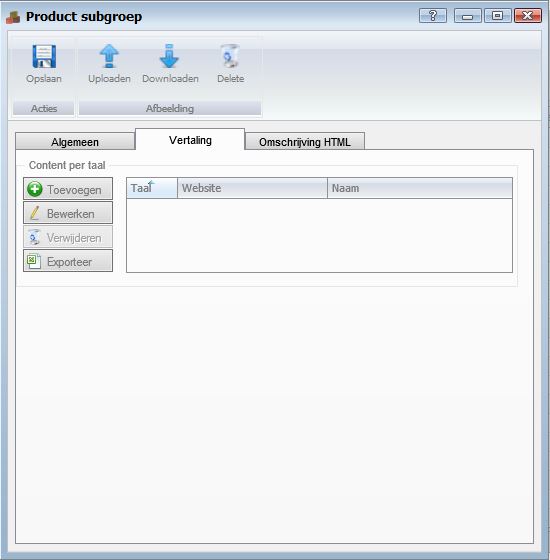 Product subgroep
?
Opslaan Uploaden Downloaden Delete
Acties Afbeelding
Algemeen Vertaling Omschrijving HTML
Content per taal
Toevoegen Taal Website Naam
Bewerken
Verwijderen
Exporteer